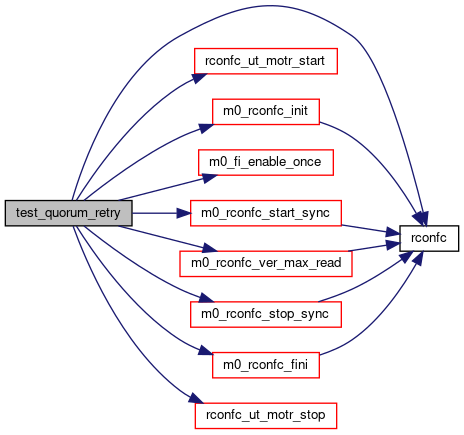 rconfc_ut_motr_start
m0_rconfc_init
m0_fi_enable_once
test_quorum_retry
m0_rconfc_start_sync
rconfc
m0_rconfc_ver_max_read
m0_rconfc_stop_sync
m0_rconfc_fini
rconfc_ut_motr_stop